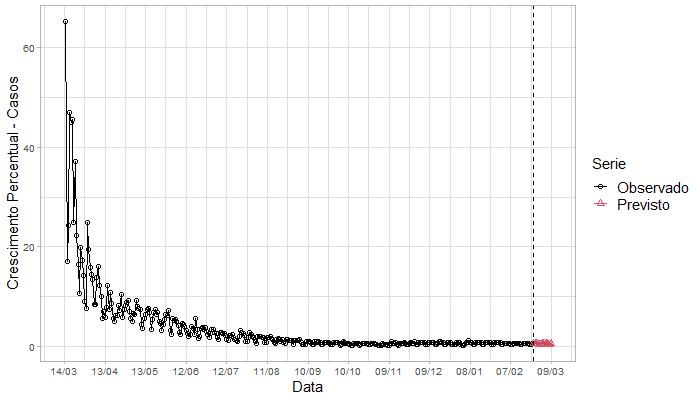 Crescimento Percentual - Casos
60
40
20
0
14/03 13/04 13/05 12/06 12/07 11/08 10/09 10/10 09/11 09/12 08/01 07/02 09/03
Data
Serie
Observado
Previsto